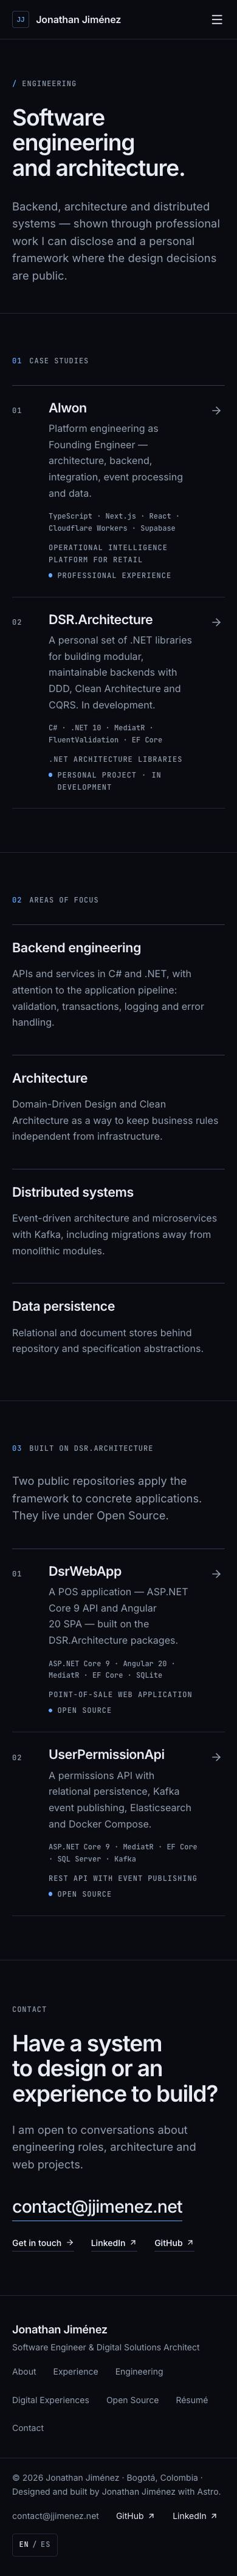 JJ Jonathan Jiménez
/ ENGINEERING
Software
engineering
and architecture.
Backend, architecture and distributed
systems — shown through professional
work I can disclose and a personal
framework where the design decisions
are public.
01 CASE STUDIES
01 Alwon
Platform engineering as
Founding Engineer —
architecture, backend,
integration, event processing
and data.
TypeScript · Next.js · React ·
Cloudflare Workers · Supabase
OPERATIONAL INTELLIGENCE
PLATFORM FOR RETAIL
PROFESSIONAL EXPERIENCE
02 DSR.Architecture
A personal set of .NET libraries
for building modular,
maintainable backends with
DDD, Clean Architecture and
CQRS. In development.
C# · .NET 10 · MediatR ·
FluentValidation · EF Core
.NET ARCHITECTURE LIBRARIES
PERSONAL PROJECT · IN
DEVELOPMENT
02 AREAS OF FOCUS
Backend engineering
APIs and services in C# and .NET, with
attention to the application pipeline:
validation, transactions, logging and error
handling.
Architecture
Domain-Driven Design and Clean
Architecture as a way to keep business rules
independent from infrastructure.
Distributed systems
Event-driven architecture and microservices
with Kafka, including migrations away from
monolithic modules.
Data persistence
Relational and document stores behind
repository and specification abstractions.
03 BUILT ON DSR.ARCHITECTURE
Two public repositories apply the
framework to concrete applications.
They live under Open Source.
01 DsrWebApp
A POS application — ASP.NET
Core 9 API and Angular
20 SPA — built on the
DSR.Architecture packages.
ASP.NET Core 9 · Angular 20 ·
MediatR · EF Core · SQLite
POINT-OF-SALE WEB APPLICATION
OPEN SOURCE
02 UserPermissionApi
A permissions API with
relational persistence, Kafka
event publishing, Elasticsearch
and Docker Compose.
ASP.NET Core 9 · MediatR · EF Core
· SQL Server · Kafka
REST API WITH EVENT PUBLISHING
OPEN SOURCE
CONTACT
Have a system
to design or an
experience to build?
I am open to conversations about
engineering roles, architecture and
web projects.
contact@jjimenez.net
Get in touch → LinkedIn ↗ GitHub ↗
Jonathan Jiménez
Software Engineer & Digital Solutions Architect
About Experience Engineering
Digital Experiences Open Source Résumé
Contact
© 2026 Jonathan Jiménez · Bogotá, Colombia ·
Designed and built by Jonathan Jiménez with Astro.
contact@jjimenez.net GitHub ↗ LinkedIn ↗
EN / ES